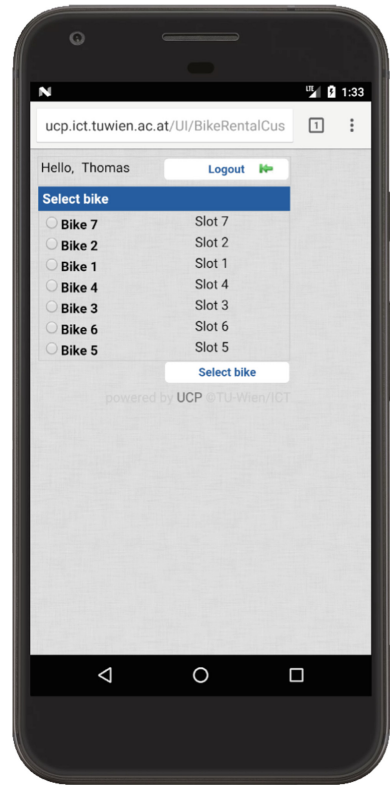 LTE 1:33
ucp.ict.tuwien.ac.at/UI/BikeRentalCus 1
Hello, Thomas Logout
Select bike
Bike 7 Slot 7
Bike 2 Slot 2
Bike 1 Slot 1
Bike 4 Slot 4
Bike 3 Slot 3
Bike 6 Slot 6
Bike 5 Slot 5
Select bike
powered by UCP @TU-Wien/ICT